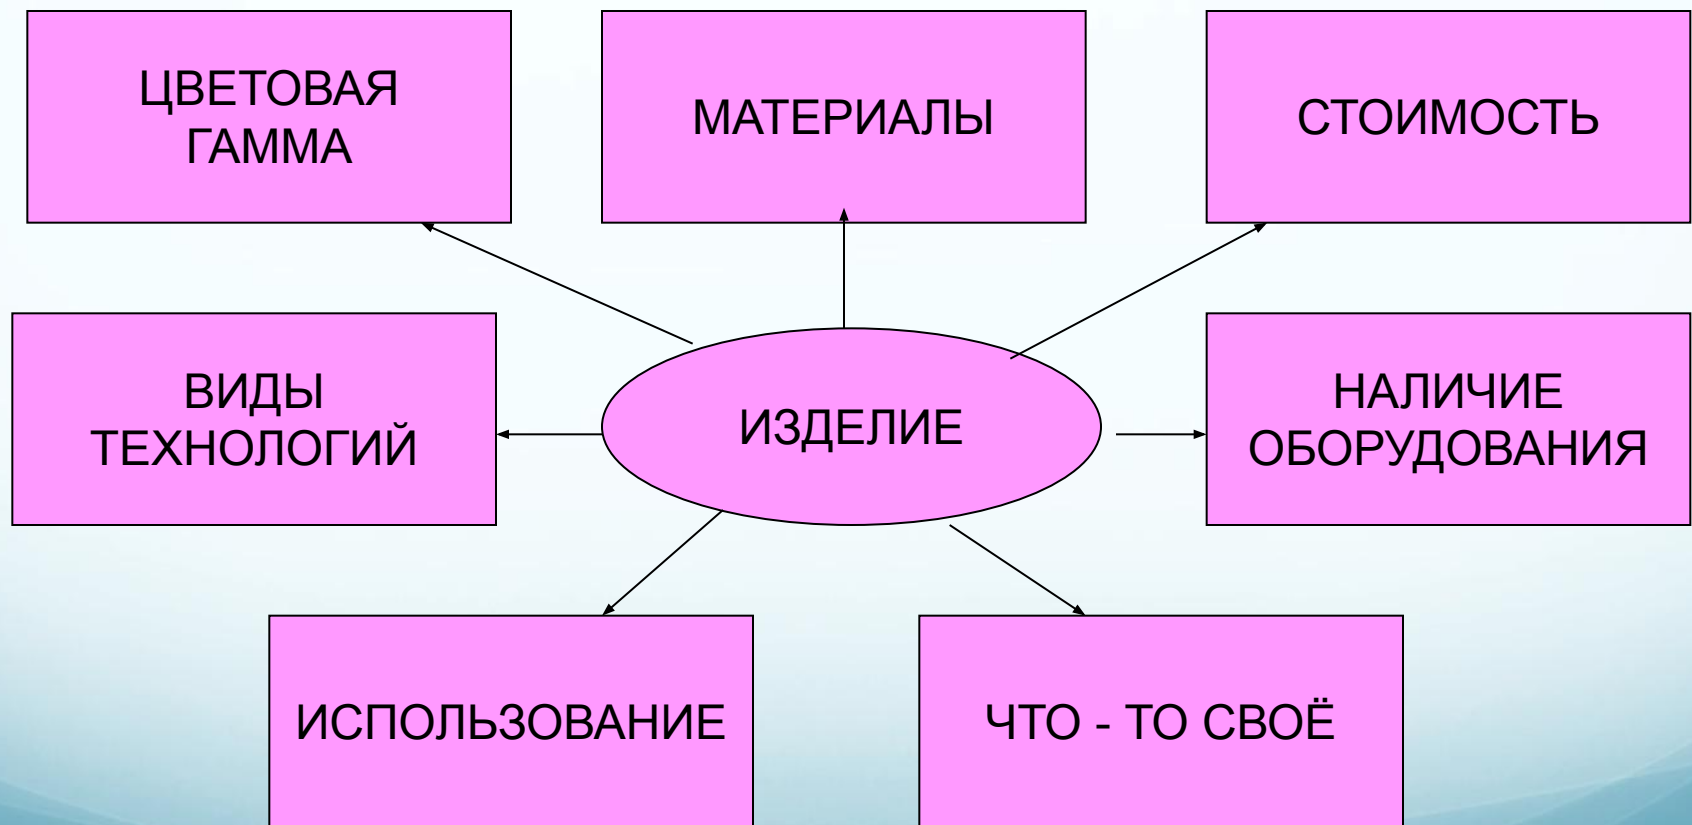 ЦВЕТОВАЯ
ГАММА
МАТЕРИАЛЫ
СТОИМОСТЬ
ВИДЫ
ТЕХНОЛОГИЙ
ИЗДЕЛИЕ
НАЛИЧИЕ
ОБОРУДОВАНИЯ
ИСПОЛЬЗОВАНИЕ
ЧТО - ТО СВОЁ